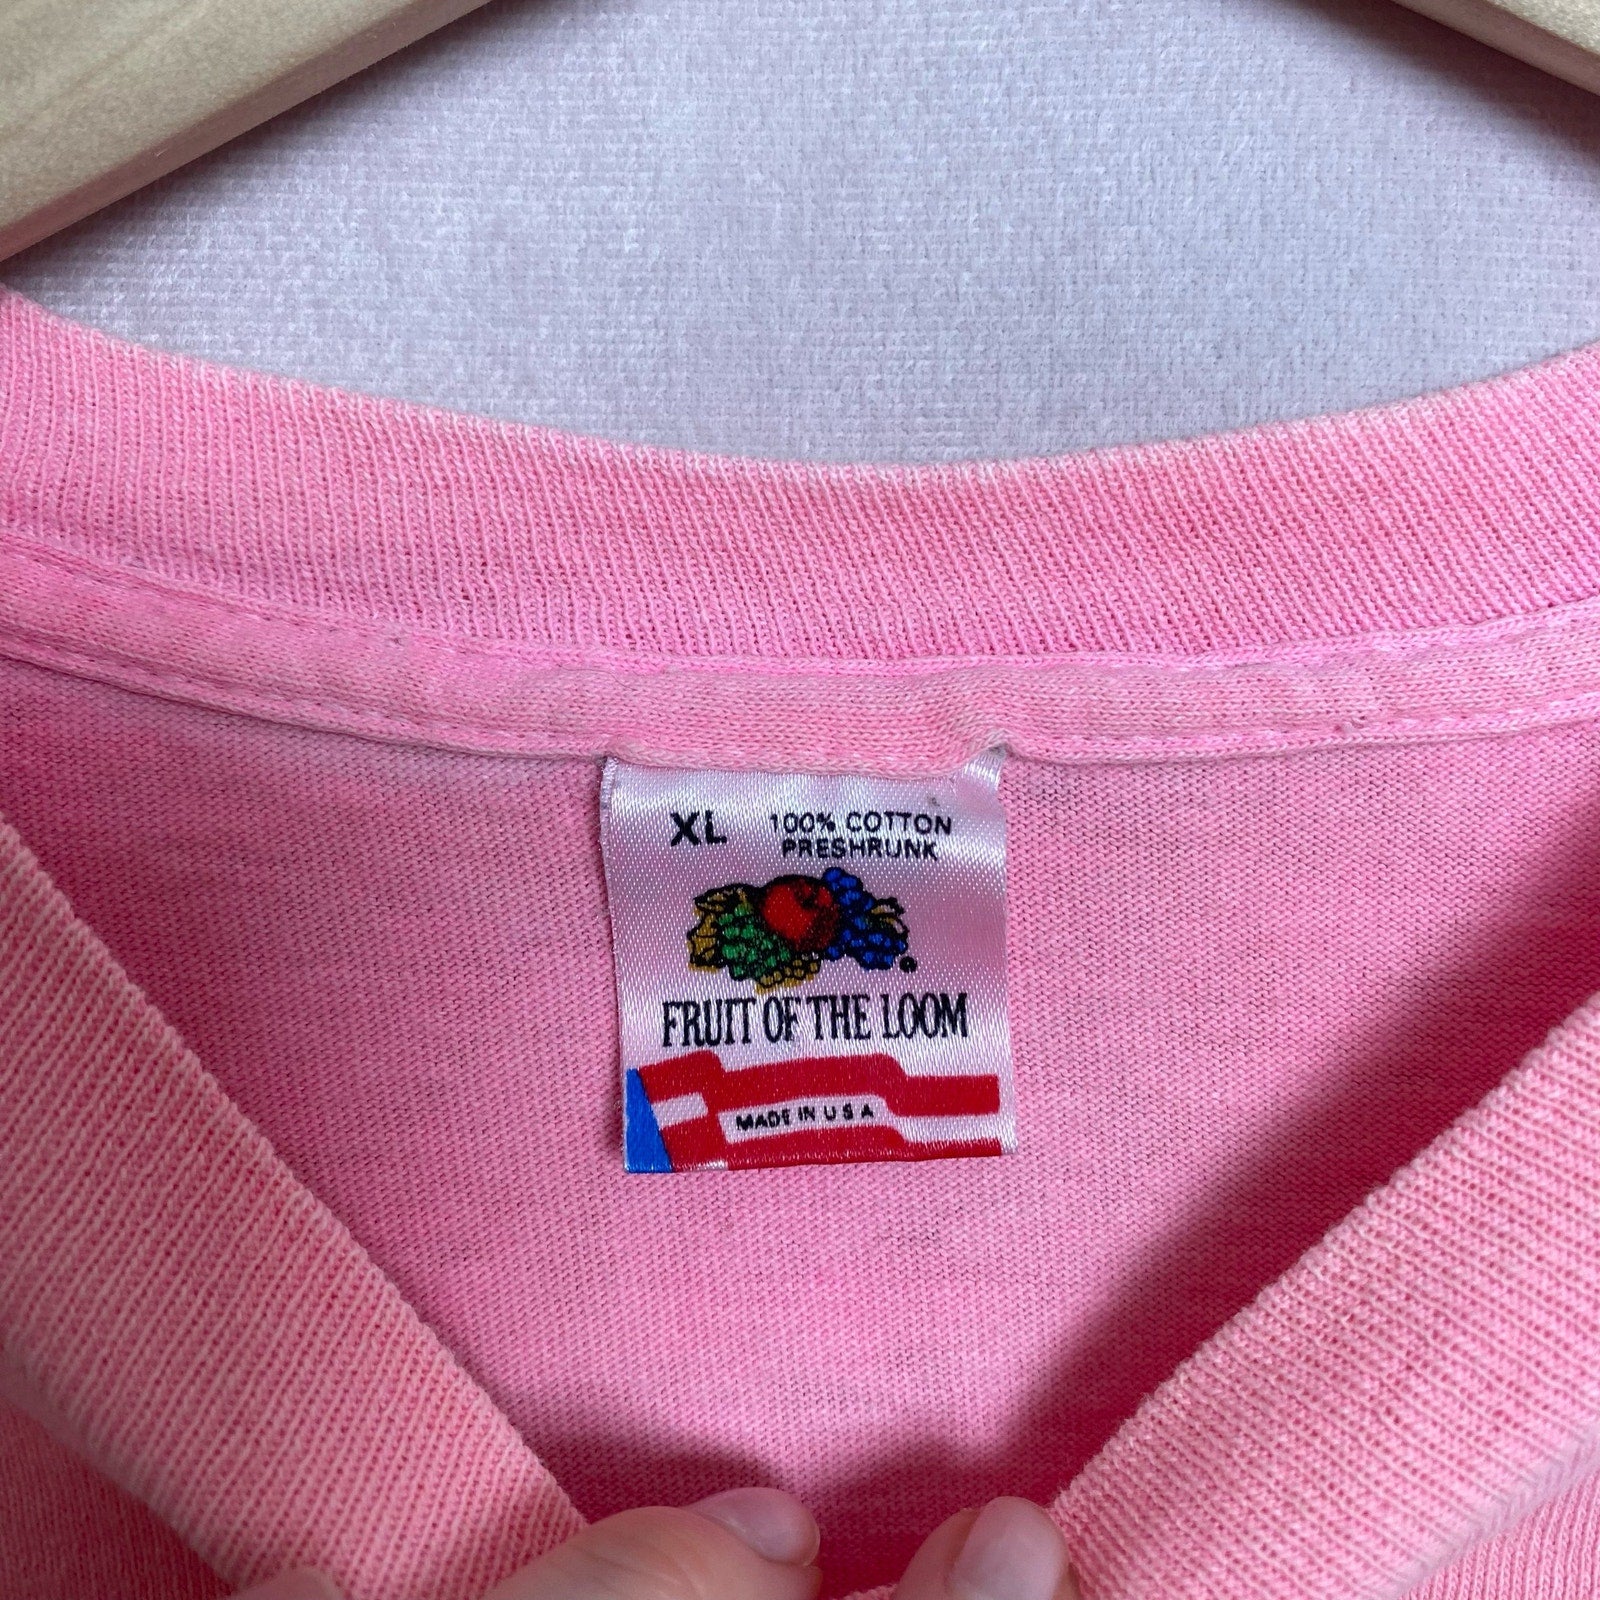 XL 100% COTTON
PRESHRUNK
®
FRUIT OF THE LOOM
MADE IN U S A